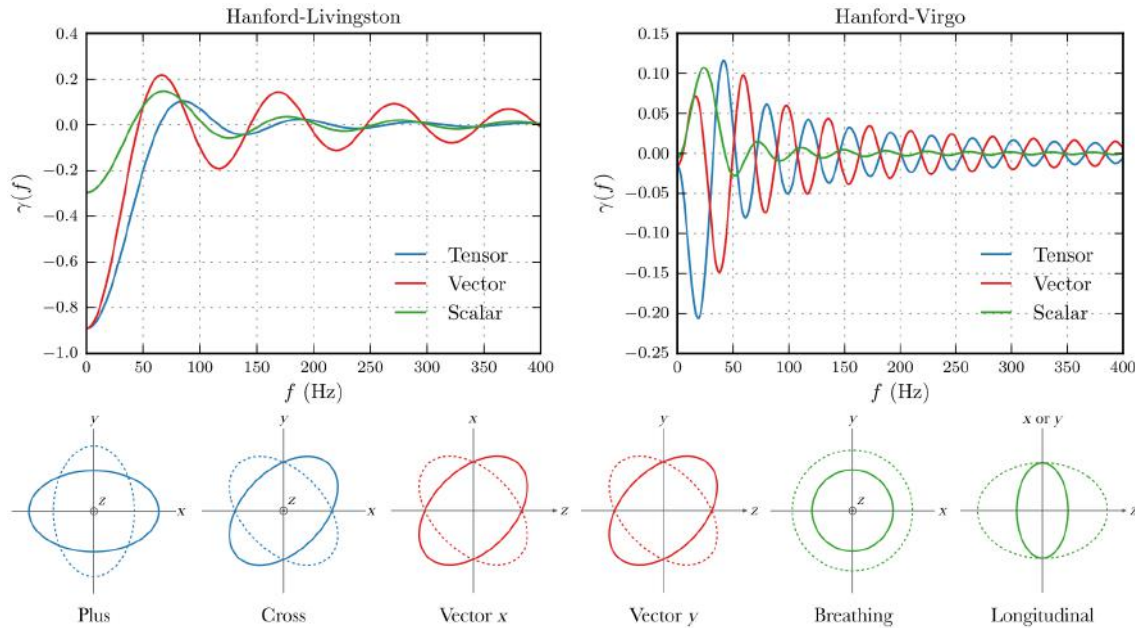 Hanford-Livingston
0.4
0.2
0.0
−0.2
−0.4
−0.6
−0.8
−1.0
γ(f)
0 50 100 150 200 250 300 350 400
f (Hz)
Tensor
Vector
Scalar
Hanford-Virgo
0.15
0.10
0.05
0.00
−0.05
−0.10
−0.15
−0.20
−0.25
γ(f)
0 50 100 150 200 250 300 350 400
f (Hz)
Tensor
Vector
Scalar
y
z
x
Plus
y
z
x
Cross
x
z
Vector x
y
z
Vector y
y
z
x
Breathing
x or y
z
Longitudinal